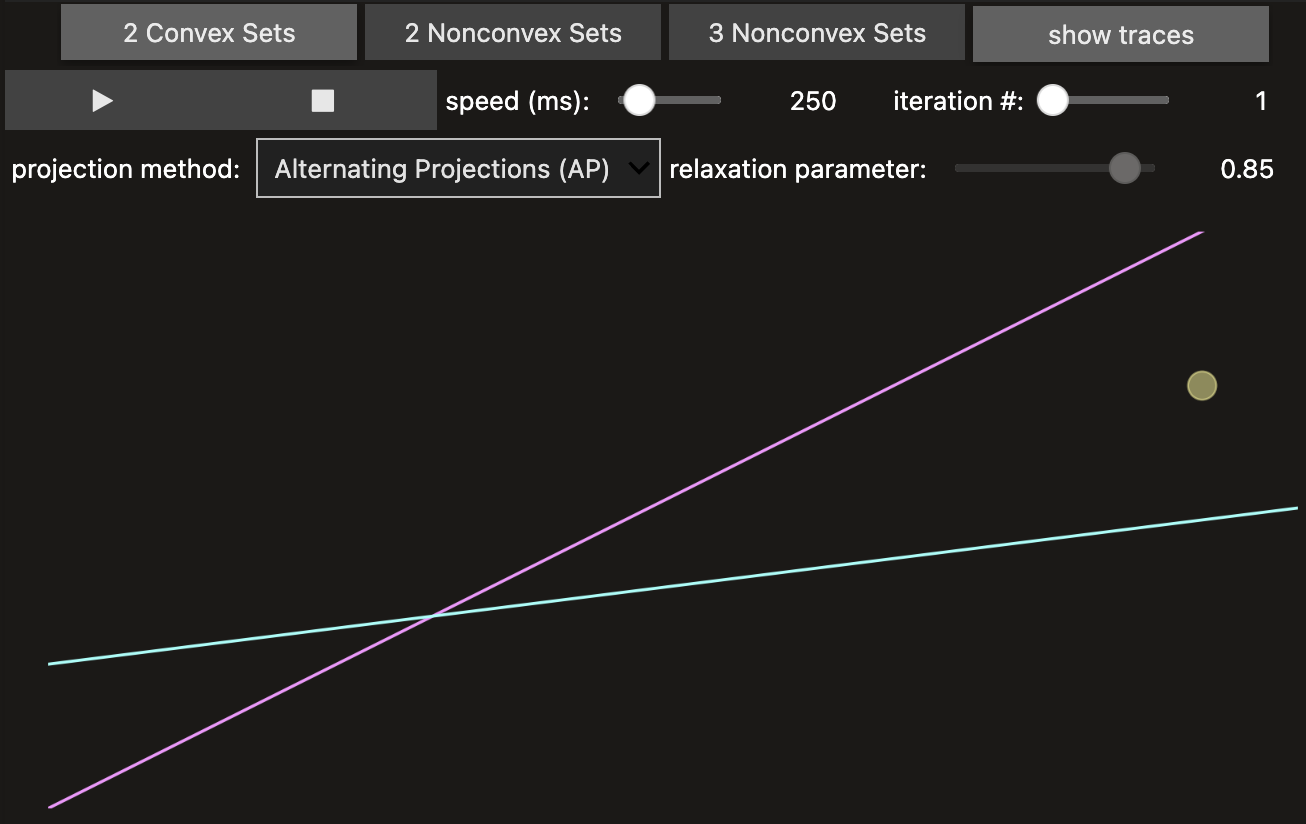 2 Convex Sets 2 Nonconvex Sets 3 Nonconvex Sets show traces
speed (ms): 250 iteration #: 1
projection method: Alternating Projections (AP) relaxation parameter: 0.85